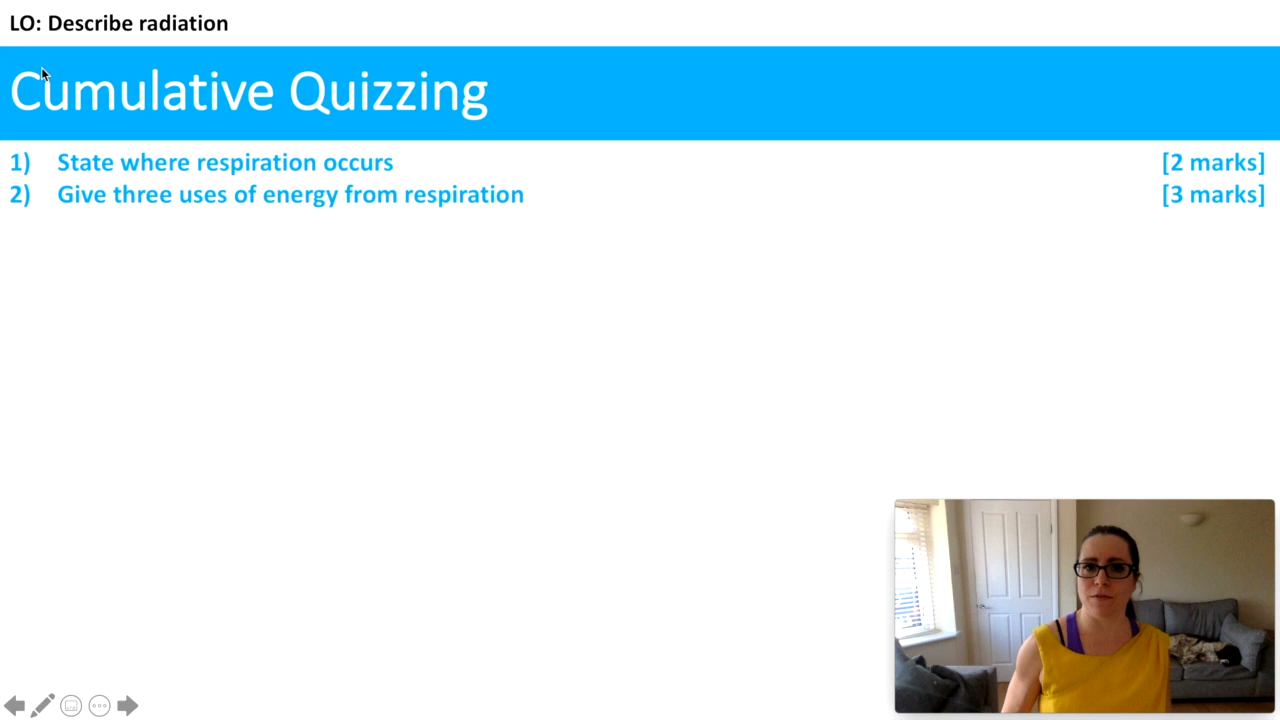 LO: Describe radiation
Cumulative Quizzing
1) State where respiration occurs [2 marks]
2) Give three uses of energy from respiration [3 marks]